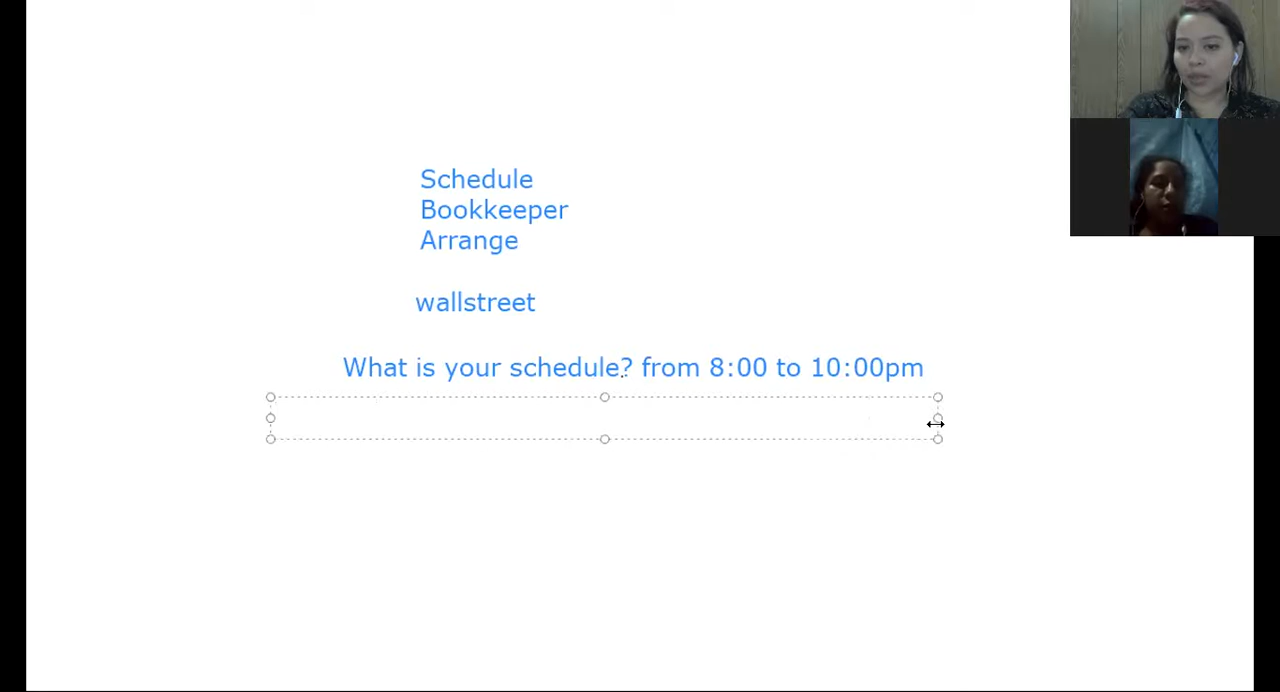 Schedule
Bookkeeper
Arrange
wallstreet
What is your schedule? from 8:00 to 10:00pm